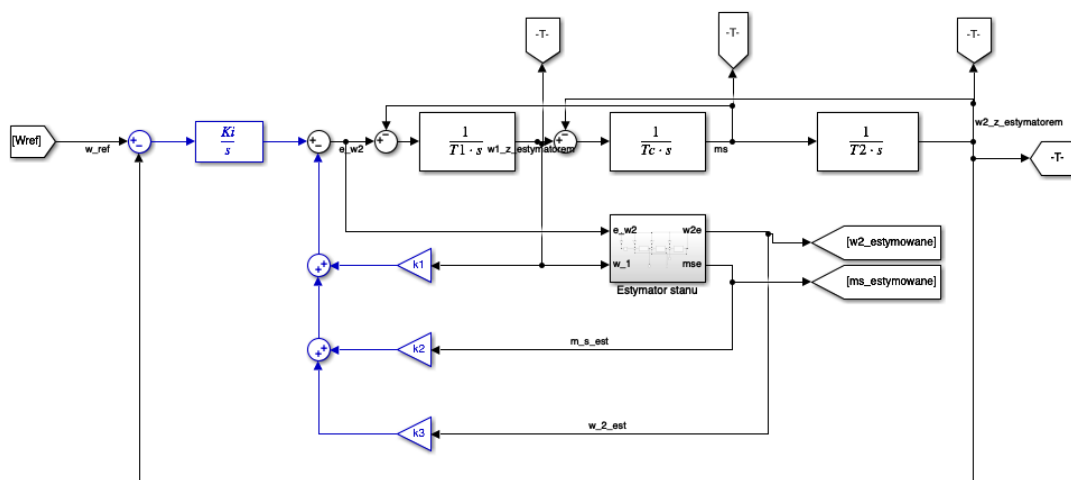 -T-
-T-
-T-
[Wref]
w_ref
Ki
s
e_w2
1
T1 · s
w1_z_estymatorem
1
Tc · s
ms
1
T2 · s
w2_z_estymatorem
-T-
e_w2
w2e
w_1
mse
Estymator stanu
[w2_estymowane]
[ms_estymowane]
k1
k2
m_s_est
k3
w_2_est